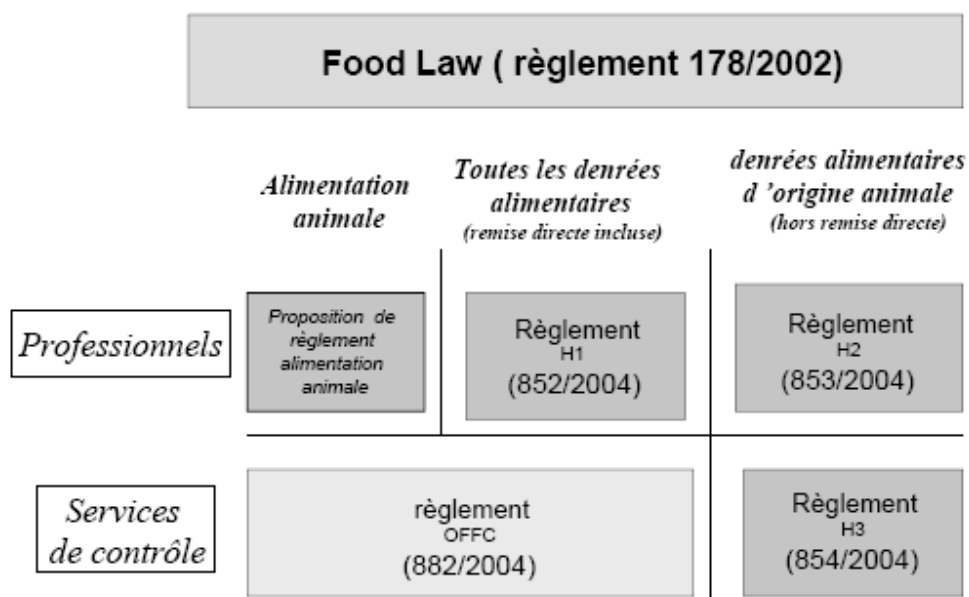 Food Law ( règlement 178/2002)
Alimentation
animale
Toutes les denrées
alimentaires
(remise directe incluse)
denrées alimentaires
d 'origine animale
(hors remise directe)
Professionnels
Proposition de
règlement
alimentation
animale
Règlement
H1
(852/2004)
Règlement
H2
(853/2004)
Services
de contrôle
règlement
OFFC
(882/2004)
Règlement
H3
(854/2004)